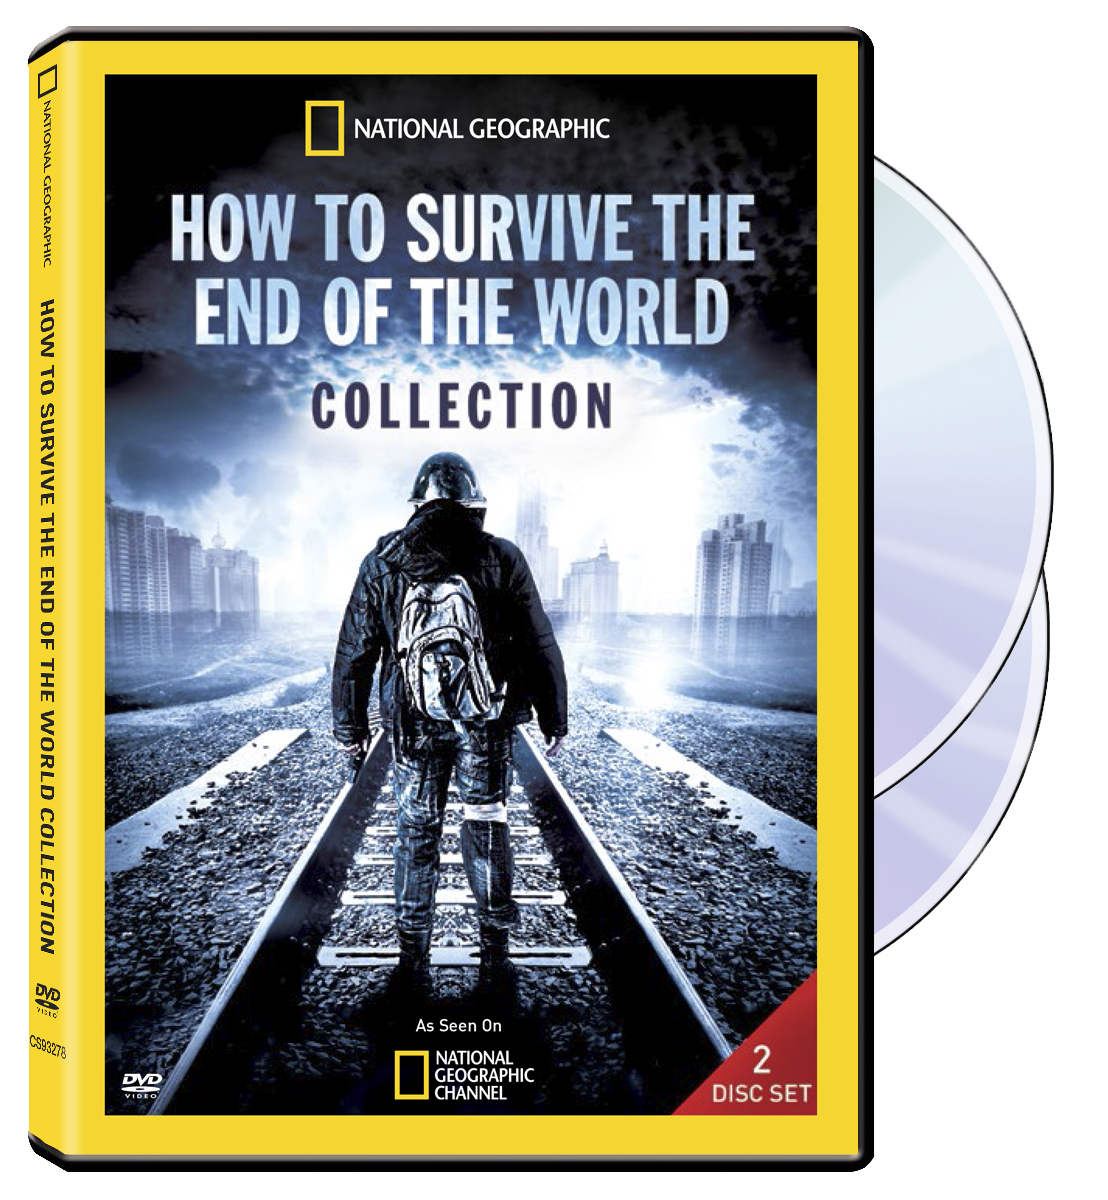 NATIONAL GEOGRAPHIC
HOW TO SURVIVE THE END OF THE WORLD COLLECTION
DVD
VIDEO
CS93278
NATIONAL GEOGRAPHIC
HOW TO SURVIVE THE
END OF THE WORLD
COLLECTION
As Seen On
NATIONAL
GEOGRAPHIC
CHANNEL
DVD
VIDEO
2
DISC SET